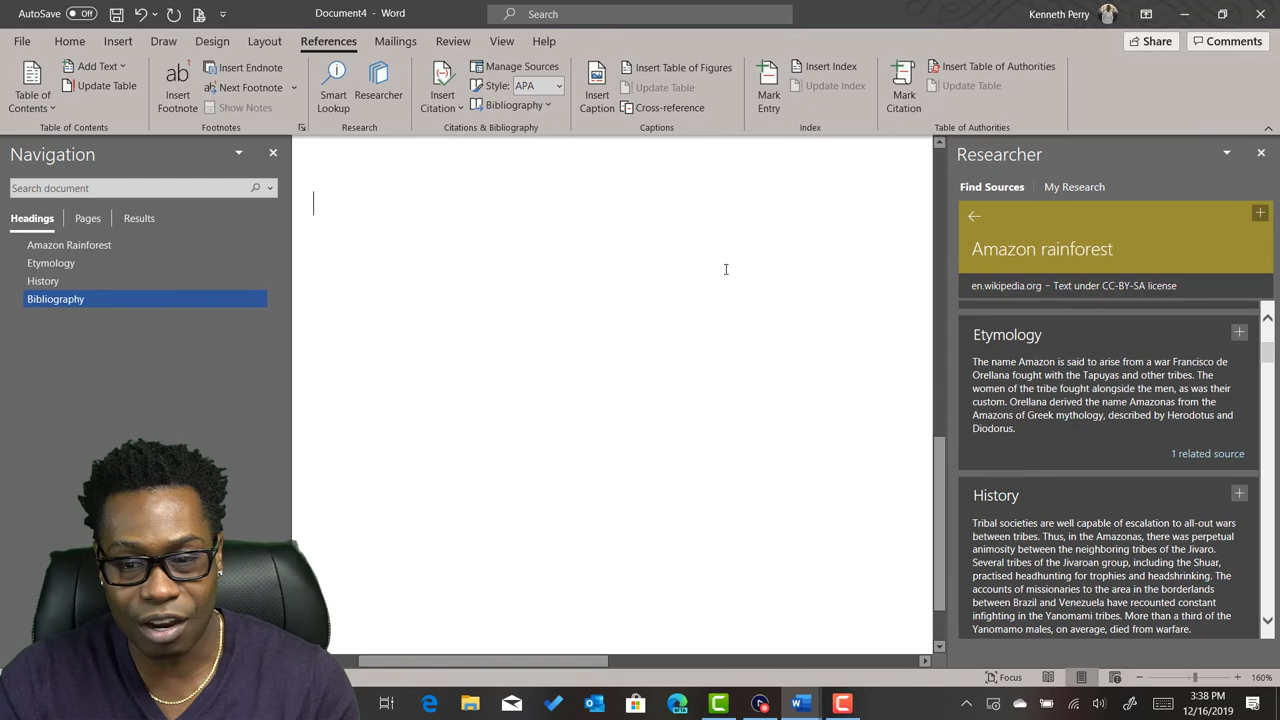 AutoSave Off
Document4 - Word
Search
Kenneth Perry
File Home Insert Draw Design Layout References Mailings Review View Help
Share Comments
Table of Contents
Add Text
Update Table
Table of Contents
ab1
Insert Footnote
Insert Endnote
Next Footnote
Show Notes
Footnotes
Smart Lookup
Researcher
Research
Insert Citation
Manage Sources
Style: APA
Bibliography
Citations & Bibliography
Insert Caption
Insert Table of Figures
Update Table
Cross-reference
Captions
Mark Entry
Insert Index
Update Index
Index
Mark Citation
Insert Table of Authorities
Update Table
Table of Authorities
Navigation
Search document
Headings Pages Results
Amazon Rainforest
Etymology
History
Bibliography
Researcher
Find Sources My Research
Amazon rainforest
en.wikipedia.org - Text under CC-BY-SA license
Etymology
The name Amazon is said to arise from a war Francisco de
Orellana fought with the Tapuyas and other tribes. The
women of the tribe fought alongside the men, as was their
custom. Orellana derived the name Amazonas from the
Amazons of Greek mythology, described by Herodotus and
Diodorus.
1 related source
History
Tribal societies are well capable of escalation to all-out wars
between tribes. Thus, in the Amazonas, there was perpetual
animosity between the neighboring tribes of the Jivaro.
Several tribes of the Jivaroan group, including the Shuar,
practised headhunting for trophies and headshrinking. The
accounts of missionaries to the area in the borderlands
between Brazil and Venezuela have recounted constant
infighting in the Yanomami tribes. More than a third of the
Yanomamo males, on average, died from warfare.
Focus
160%
BETA
3:38 PM
12/16/2019